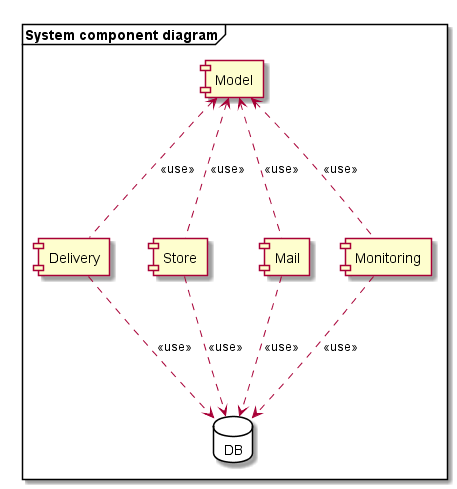 System component diagram
Model
«use» «use» «use» «use»
Delivery Store Mail Monitoring
«use» «use» «use» «use»
DB